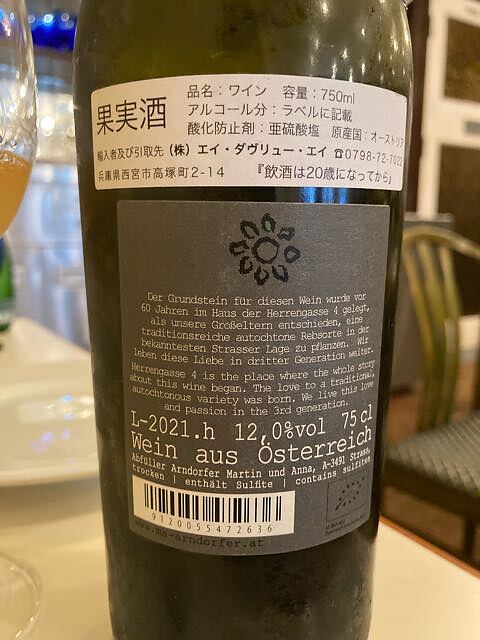 果実酒
品名：ワイン 容量：750ml
アルコール分：ラベルに記載
酸化防止剤：亜硫酸塩 原産国：オーストリア
輸入者及び引取先 (株) エイ・ダヴリュー・エイ ☎0798-72-7022
兵庫県西宮市高塚町2-14 『飲酒は20歳になってから』
Der Grundstein für diesen Wein wurde vor
60 Jahren im Haus der Herrengasse 4 gelegt,
als unsere Großeltern entschieden, eine
traditionsreiche autochtone Rebsorte in der
bekanntesten Strasser Lage zu pflanzen. Wir
leben diese Liebe in dritter Generation weiter.
Herrengasse 4 is the place where the whole story
about this wine began. The love to a traditional,
autochtonous variety was born. We live this love
and passion in the 3rd generation.
L-2021.h 12,0%vol 75cl
Wein aus Österreich
Abfüller Arndorfer Martin und Anna, A-3491 Strass,
trocken | enthält Sulfite | contains sulfites
9120055472636
www.ma-arndorfer.at